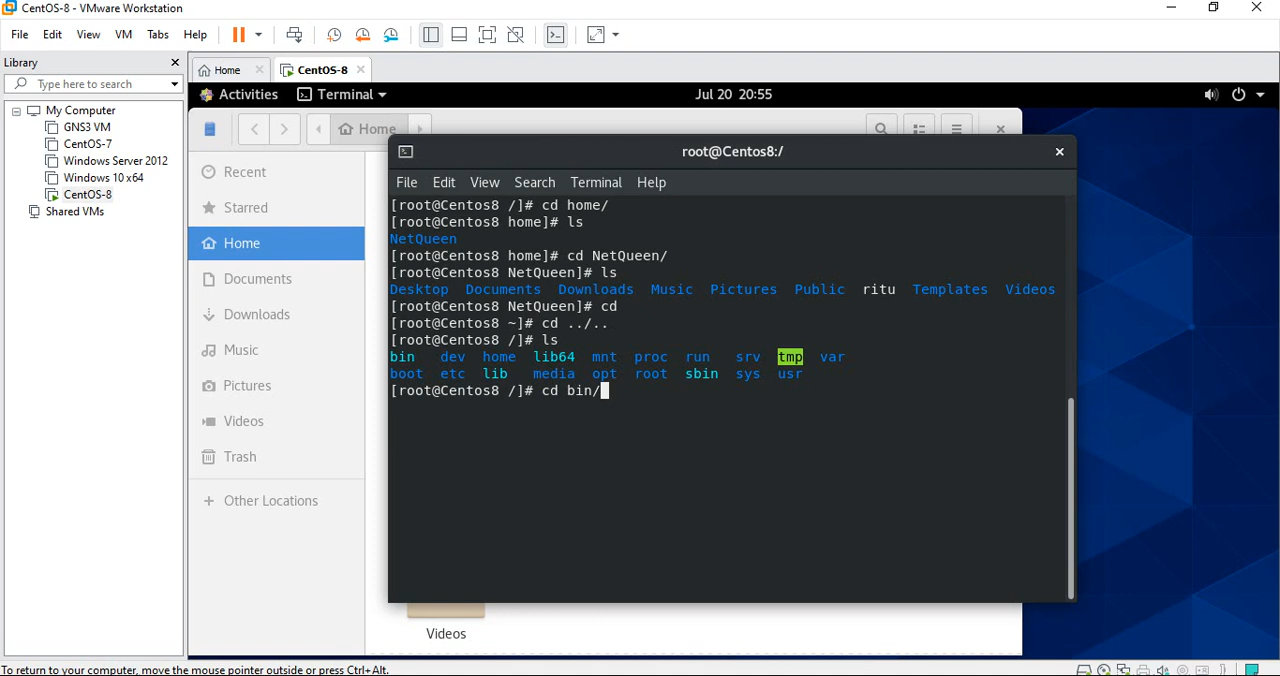 CentOS-8 - VMware Workstation
File Edit View VM Tabs Help
Library
Type here to search
My Computer
GNS3 VM
CentOS-7
Windows Server 2012
Windows 10 x64
CentOS-8
Shared VMs
Home CentOS-8
Activities Terminal Jul 20 20:55
Home
Recent
Starred
Home
Documents
Downloads
Music
Pictures
Videos
Trash
+ Other Locations
Videos
root@Centos8:/
File Edit View Search Terminal Help
[root@Centos8 /]# cd home/
[root@Centos8 home]# ls
NetQueen
[root@Centos8 home]# cd NetQueen/
[root@Centos8 NetQueen]# ls
Desktop Documents Downloads Music Pictures Public ritu Templates Videos
[root@Centos8 NetQueen]# cd
[root@Centos8 ~]# cd ../..
[root@Centos8 /]# ls
bin dev home lib64 mnt proc run srv tmp var
boot etc lib media opt root sbin sys usr
[root@Centos8 /]# cd bin/
To return to your computer, move the mouse pointer outside or press Ctrl+Alt.